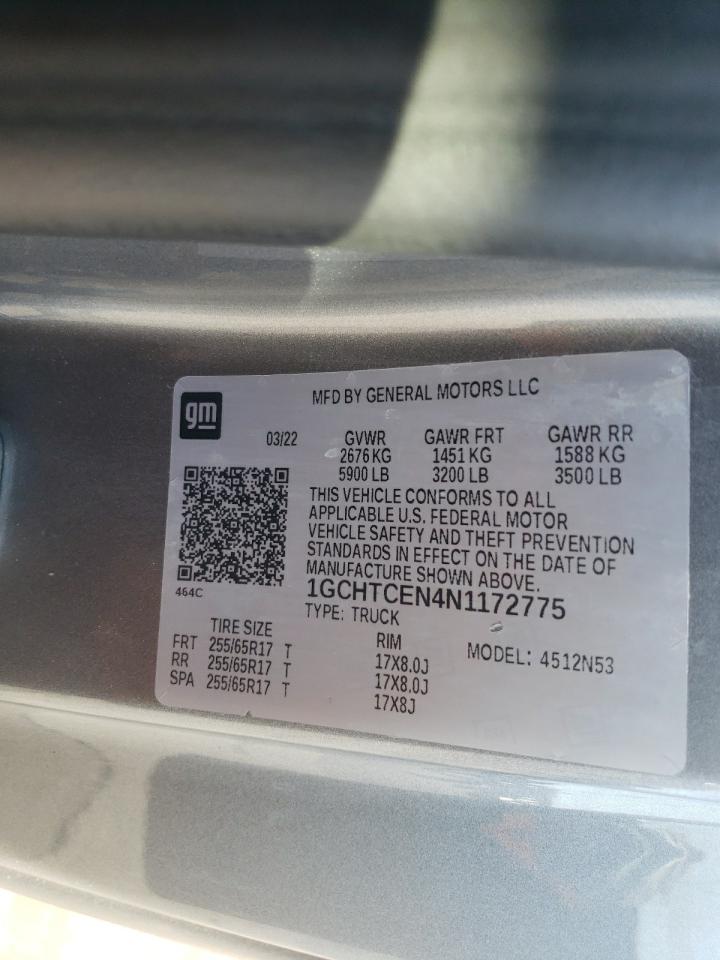 gm
MFD BY GENERAL MOTORS LLC
03/22 GVWR GAWR FRT GAWR RR
2676 KG 1451 KG 1588 KG
5900 LB 3200 LB 3500 LB
THIS VEHICLE CONFORMS TO ALL
APPLICABLE U.S. FEDERAL MOTOR
VEHICLE SAFETY AND THEFT PREVENTION
STANDARDS IN EFFECT ON THE DATE OF
MANUFACTURE SHOWN ABOVE.
464C
1GCHTCEN4N1172775
TYPE: TRUCK
TIRE SIZE RIM MODEL: 4512N53
FRT 255/65R17 T 17X8.0J
RR 255/65R17 T 17X8.0J
SPA 255/65R17 T 17X8J